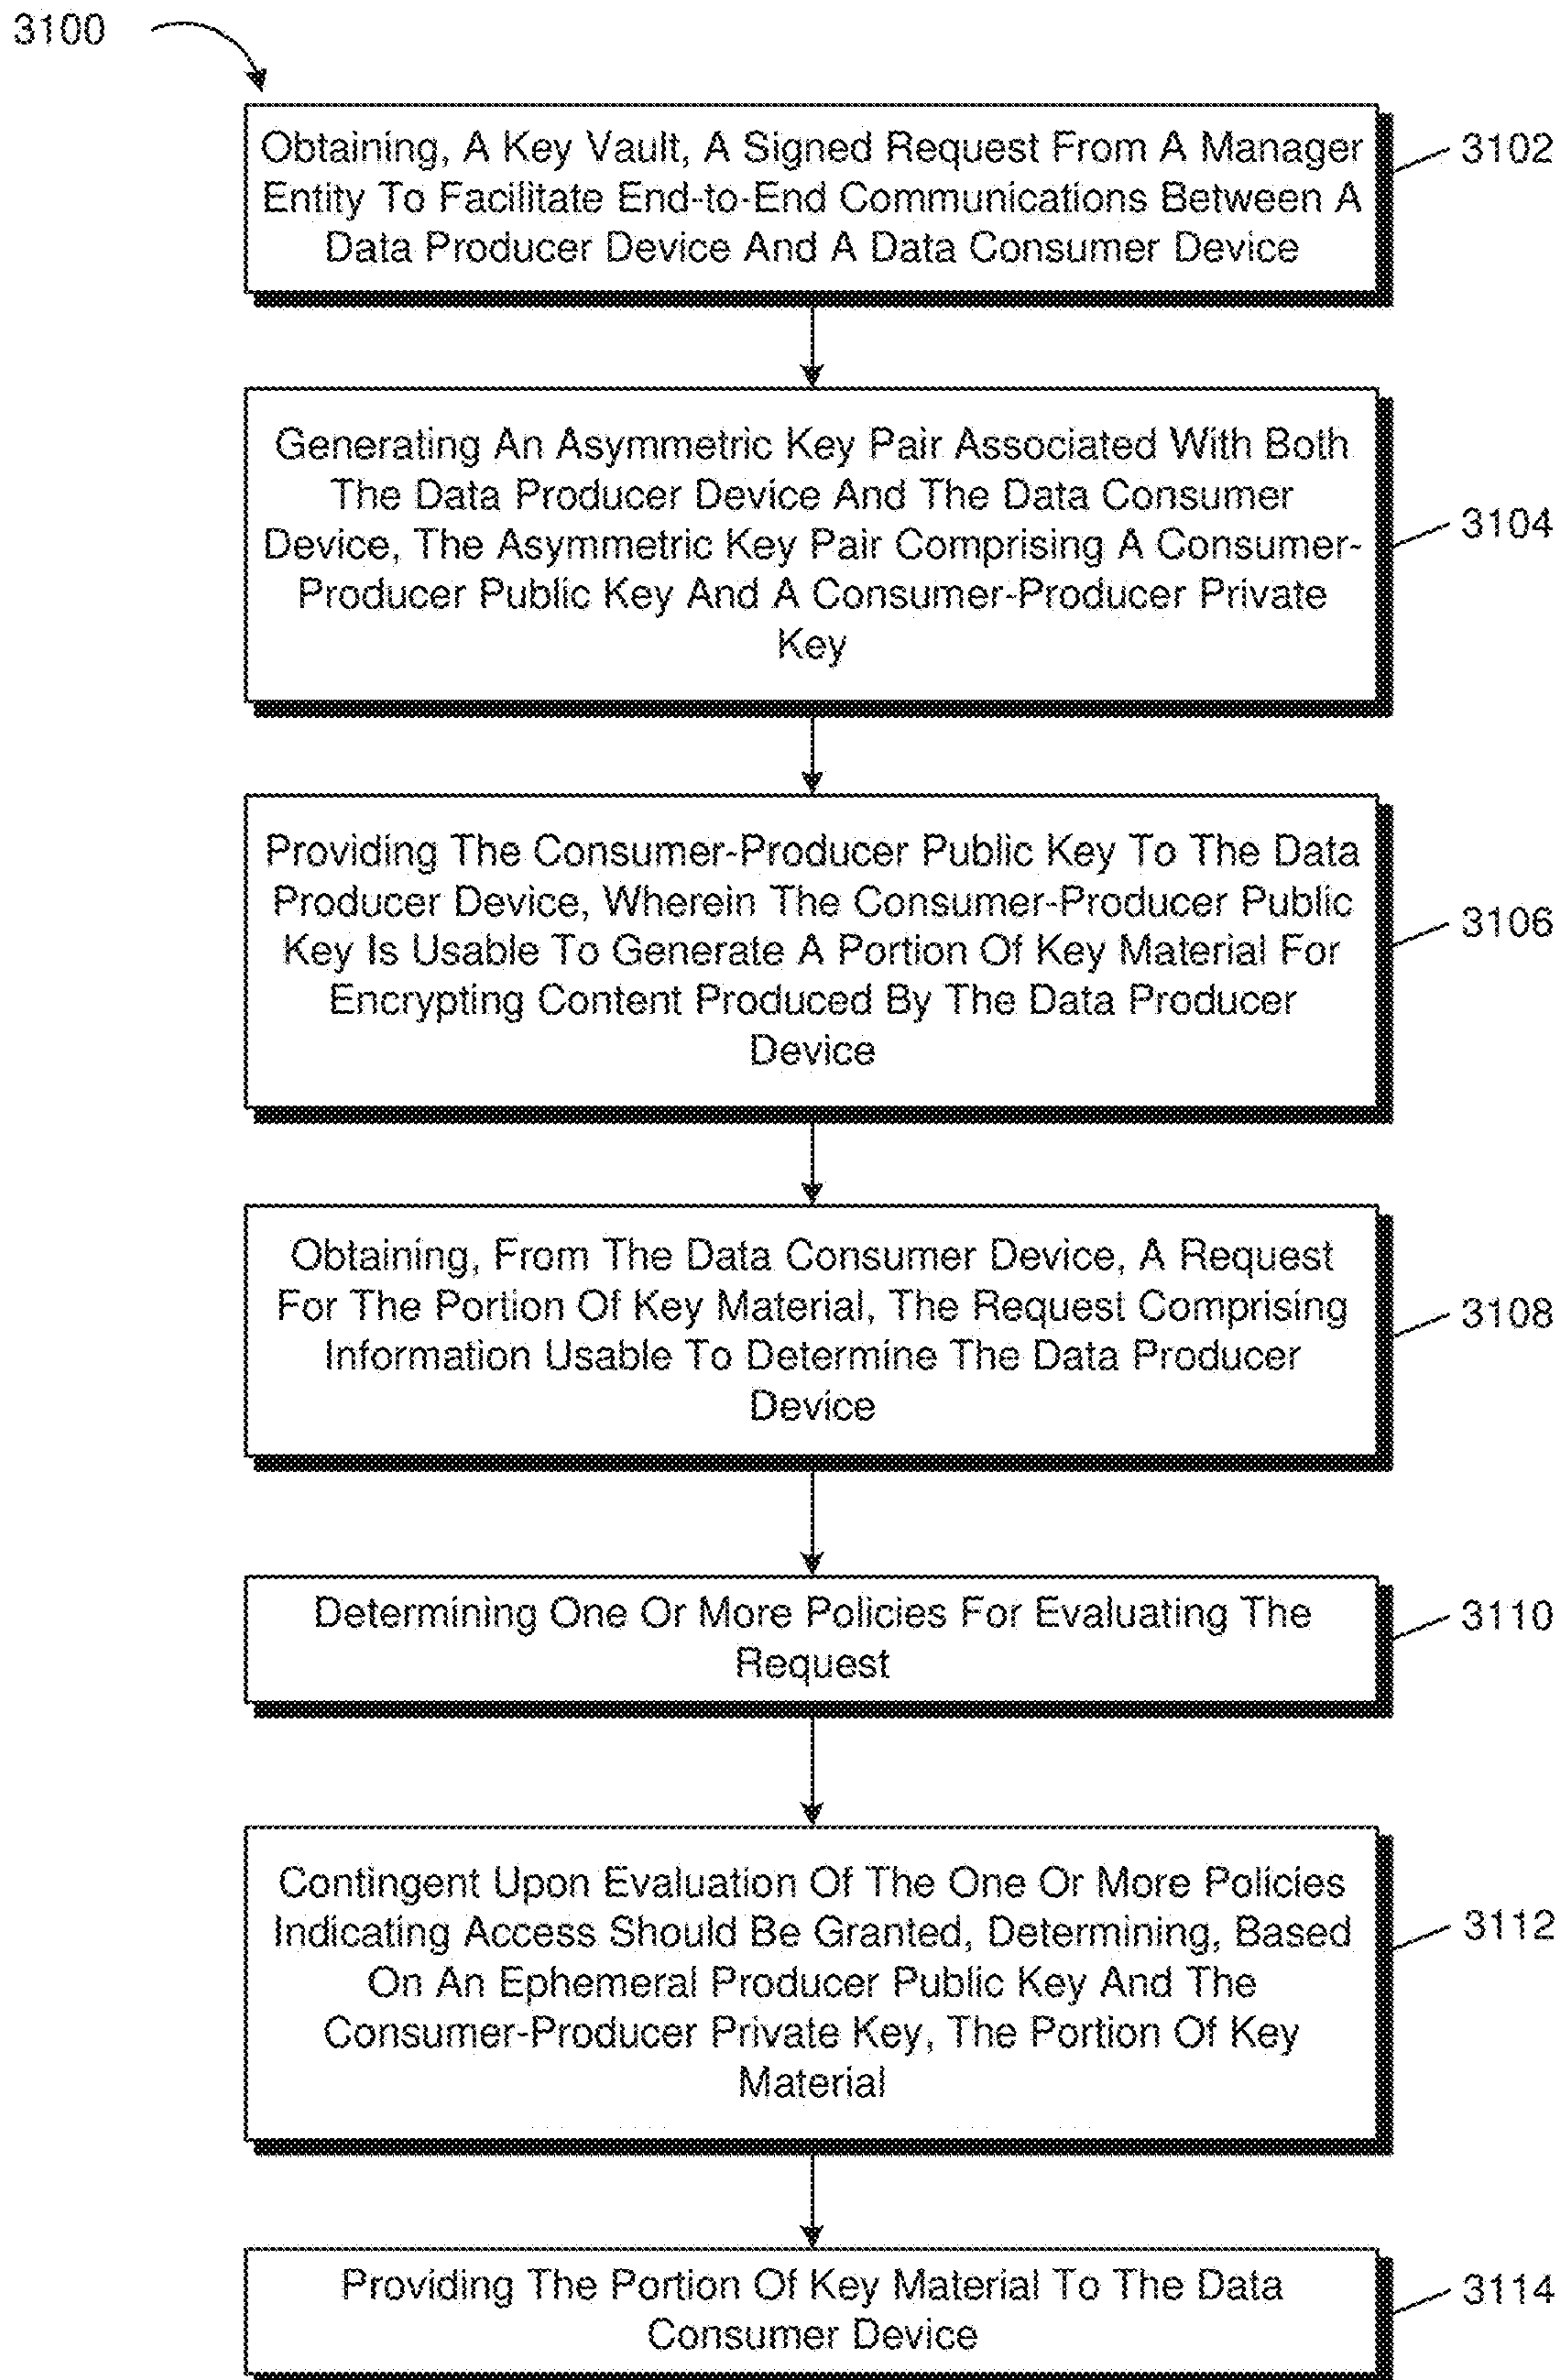 3100
Obtaining, A Key Vault, A Signed Request From A Manager
Entity To Facilitate End-to-End Communications Between A
Data Producer Device And A Data Consumer Device
3102
Generating An Asymmetric Key Pair Associated With Both
The Data Producer Device And The Data Consumer
Device, The Asymmetric Key Pair Comprising A Consumer-
Producer Public Key And A Consumer-Producer Private
Key
3104
Providing The Consumer-Producer Public Key To The Data
Producer Device, Wherein The Consumer-Producer Public
Key Is Usable To Generate A Portion Of Key Material For
Encrypting Content Produced By The Data Producer
Device
3106
Obtaining, From The Data Consumer Device, A Request
For The Portion Of Key Material, The Request Comprising
Information Usable To Determine The Data Producer
Device
3108
Determining One Or More Policies For Evaluating The
Request
3110
Contingent Upon Evaluation Of The One Or More Policies
Indicating Access Should Be Granted, Determining, Based
On An Ephemeral Producer Public Key And The
Consumer-Producer Private Key, The Portion Of Key
Material
3112
Providing The Portion Of Key Material To The Data
Consumer Device
3114